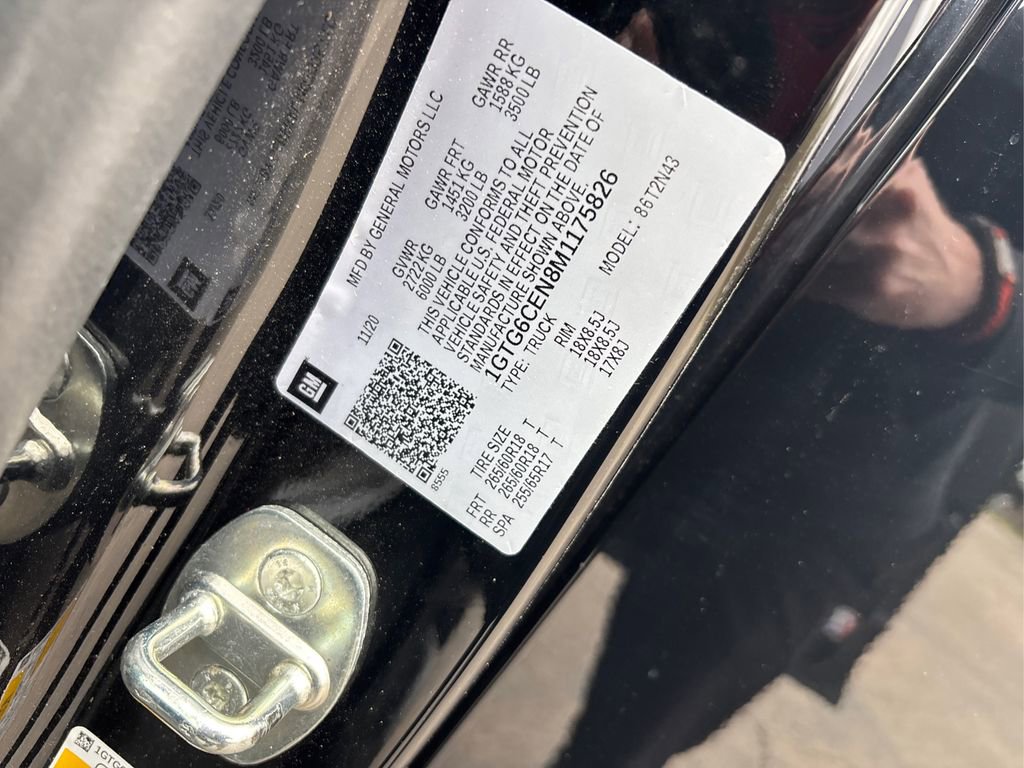 GM
MFD BY GENERAL MOTORS LLC
11/20
GVWR GAWR FRT GAWR RR
2722 KG 1451 KG 1588 KG
6000 LB 3200 LB 3500 LB
THIS VEHICLE CONFORMS TO ALL
APPLICABLE U.S. FEDERAL MOTOR
VEHICLE SAFETY AND THEFT PREVENTION
STANDARDS IN EFFECT ON THE DATE OF
MANUFACTURE SHOWN ABOVE.
1GTG6CEN8M1175826
TYPE: TRUCK MODEL: 86T2N43
8555
TIRE SIZE RIM
FRT 265/60R18 T 18X8.5J
RR 265/60R18 T 18X8.5J
SPA 255/65R17 T 17X8J
GM
1GTG6